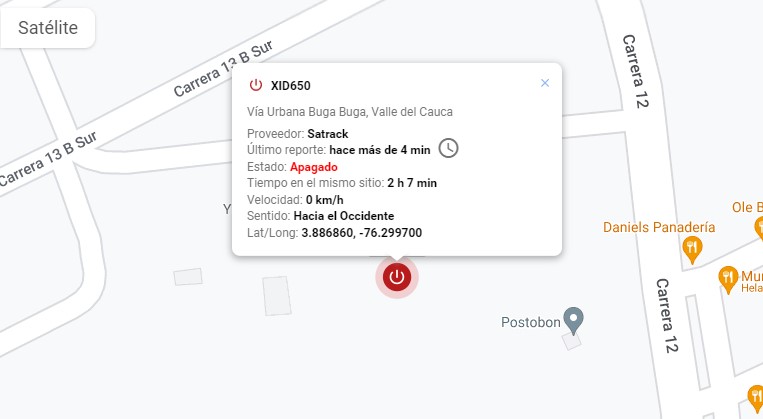 Satélite
Carrera 13 B Sur
Carrera 12
XID650
×
Vía Urbana Buga Buga, Valle del Cauca
Proveedor: Satrack
Último reporte: hace más de 4 min
Estado: Apagado
Tiempo en el mismo sitio: 2 h 7 min
Velocidad: 0 km/h
Sentido: Hacia el Occidente
Lat/Long: 3.886860, -76.299700
Carrera 13 B Sur
Y
Ole B
Daniels Panadería
Mun
Hela
Carrera 12
Postobon